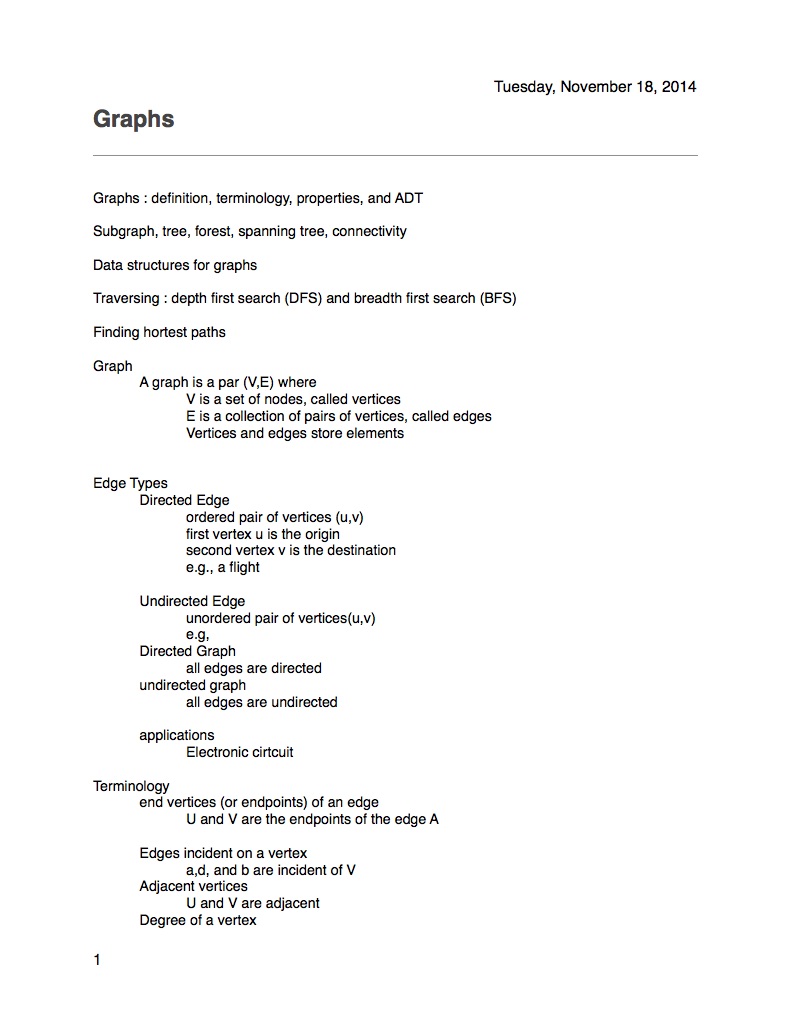 Tuesday, November 18, 2014
Graphs
Graphs : definition, terminology, properties, and ADT
Subgraph, tree, forest, spanning tree, connectivity
Data structures for graphs
Traversing : depth first search (DFS) and breadth first search (BFS)
Finding hortest paths
Graph
A graph is a par (V,E) where
V is a set of nodes, called vertices
E is a collection of pairs of vertices, called edges
Vertices and edges store elements
Edge Types
Directed Edge
ordered pair of vertices (u,v)
first vertex u is the origin
second vertex v is the destination
e.g., a flight
Undirected Edge
unordered pair of vertices(u,v)
e.g,
Directed Graph
all edges are directed
undirected graph
all edges are undirected
applications
Electronic cirtcuit
Terminology
end vertices (or endpoints) of an edge
U and V are the endpoints of the edge A
Edges incident on a vertex
a,d, and b are incident of V
Adjacent vertices
U and V are adjacent
Degree of a vertex
1